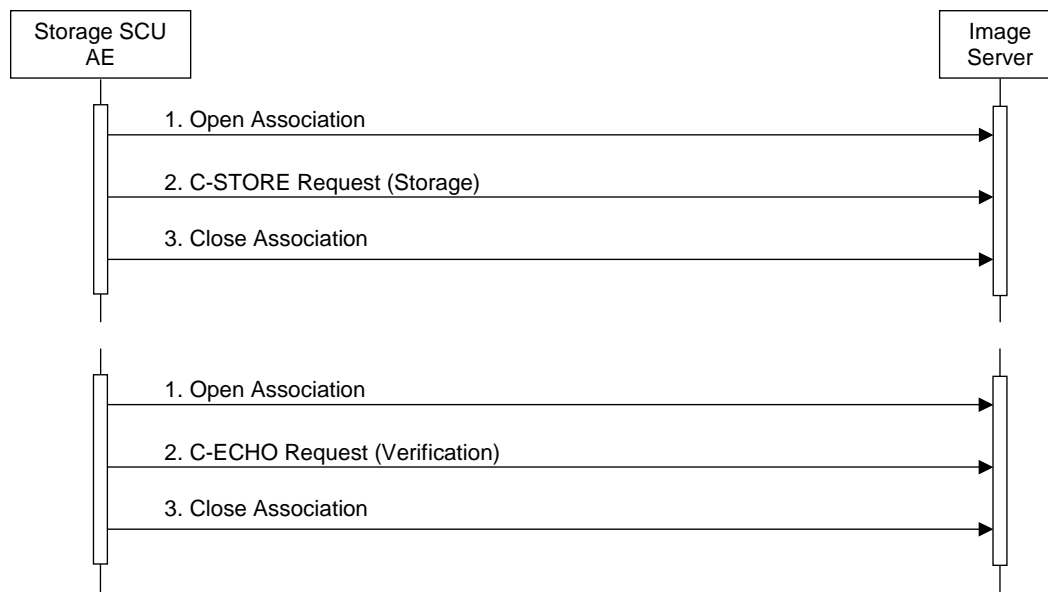 Storage SCU
AE
Image
Server
1. Open Association
2. C-STORE Request (Storage)
3. Close Association
1. Open Association
2. C-ECHO Request (Verification)
3. Close Association